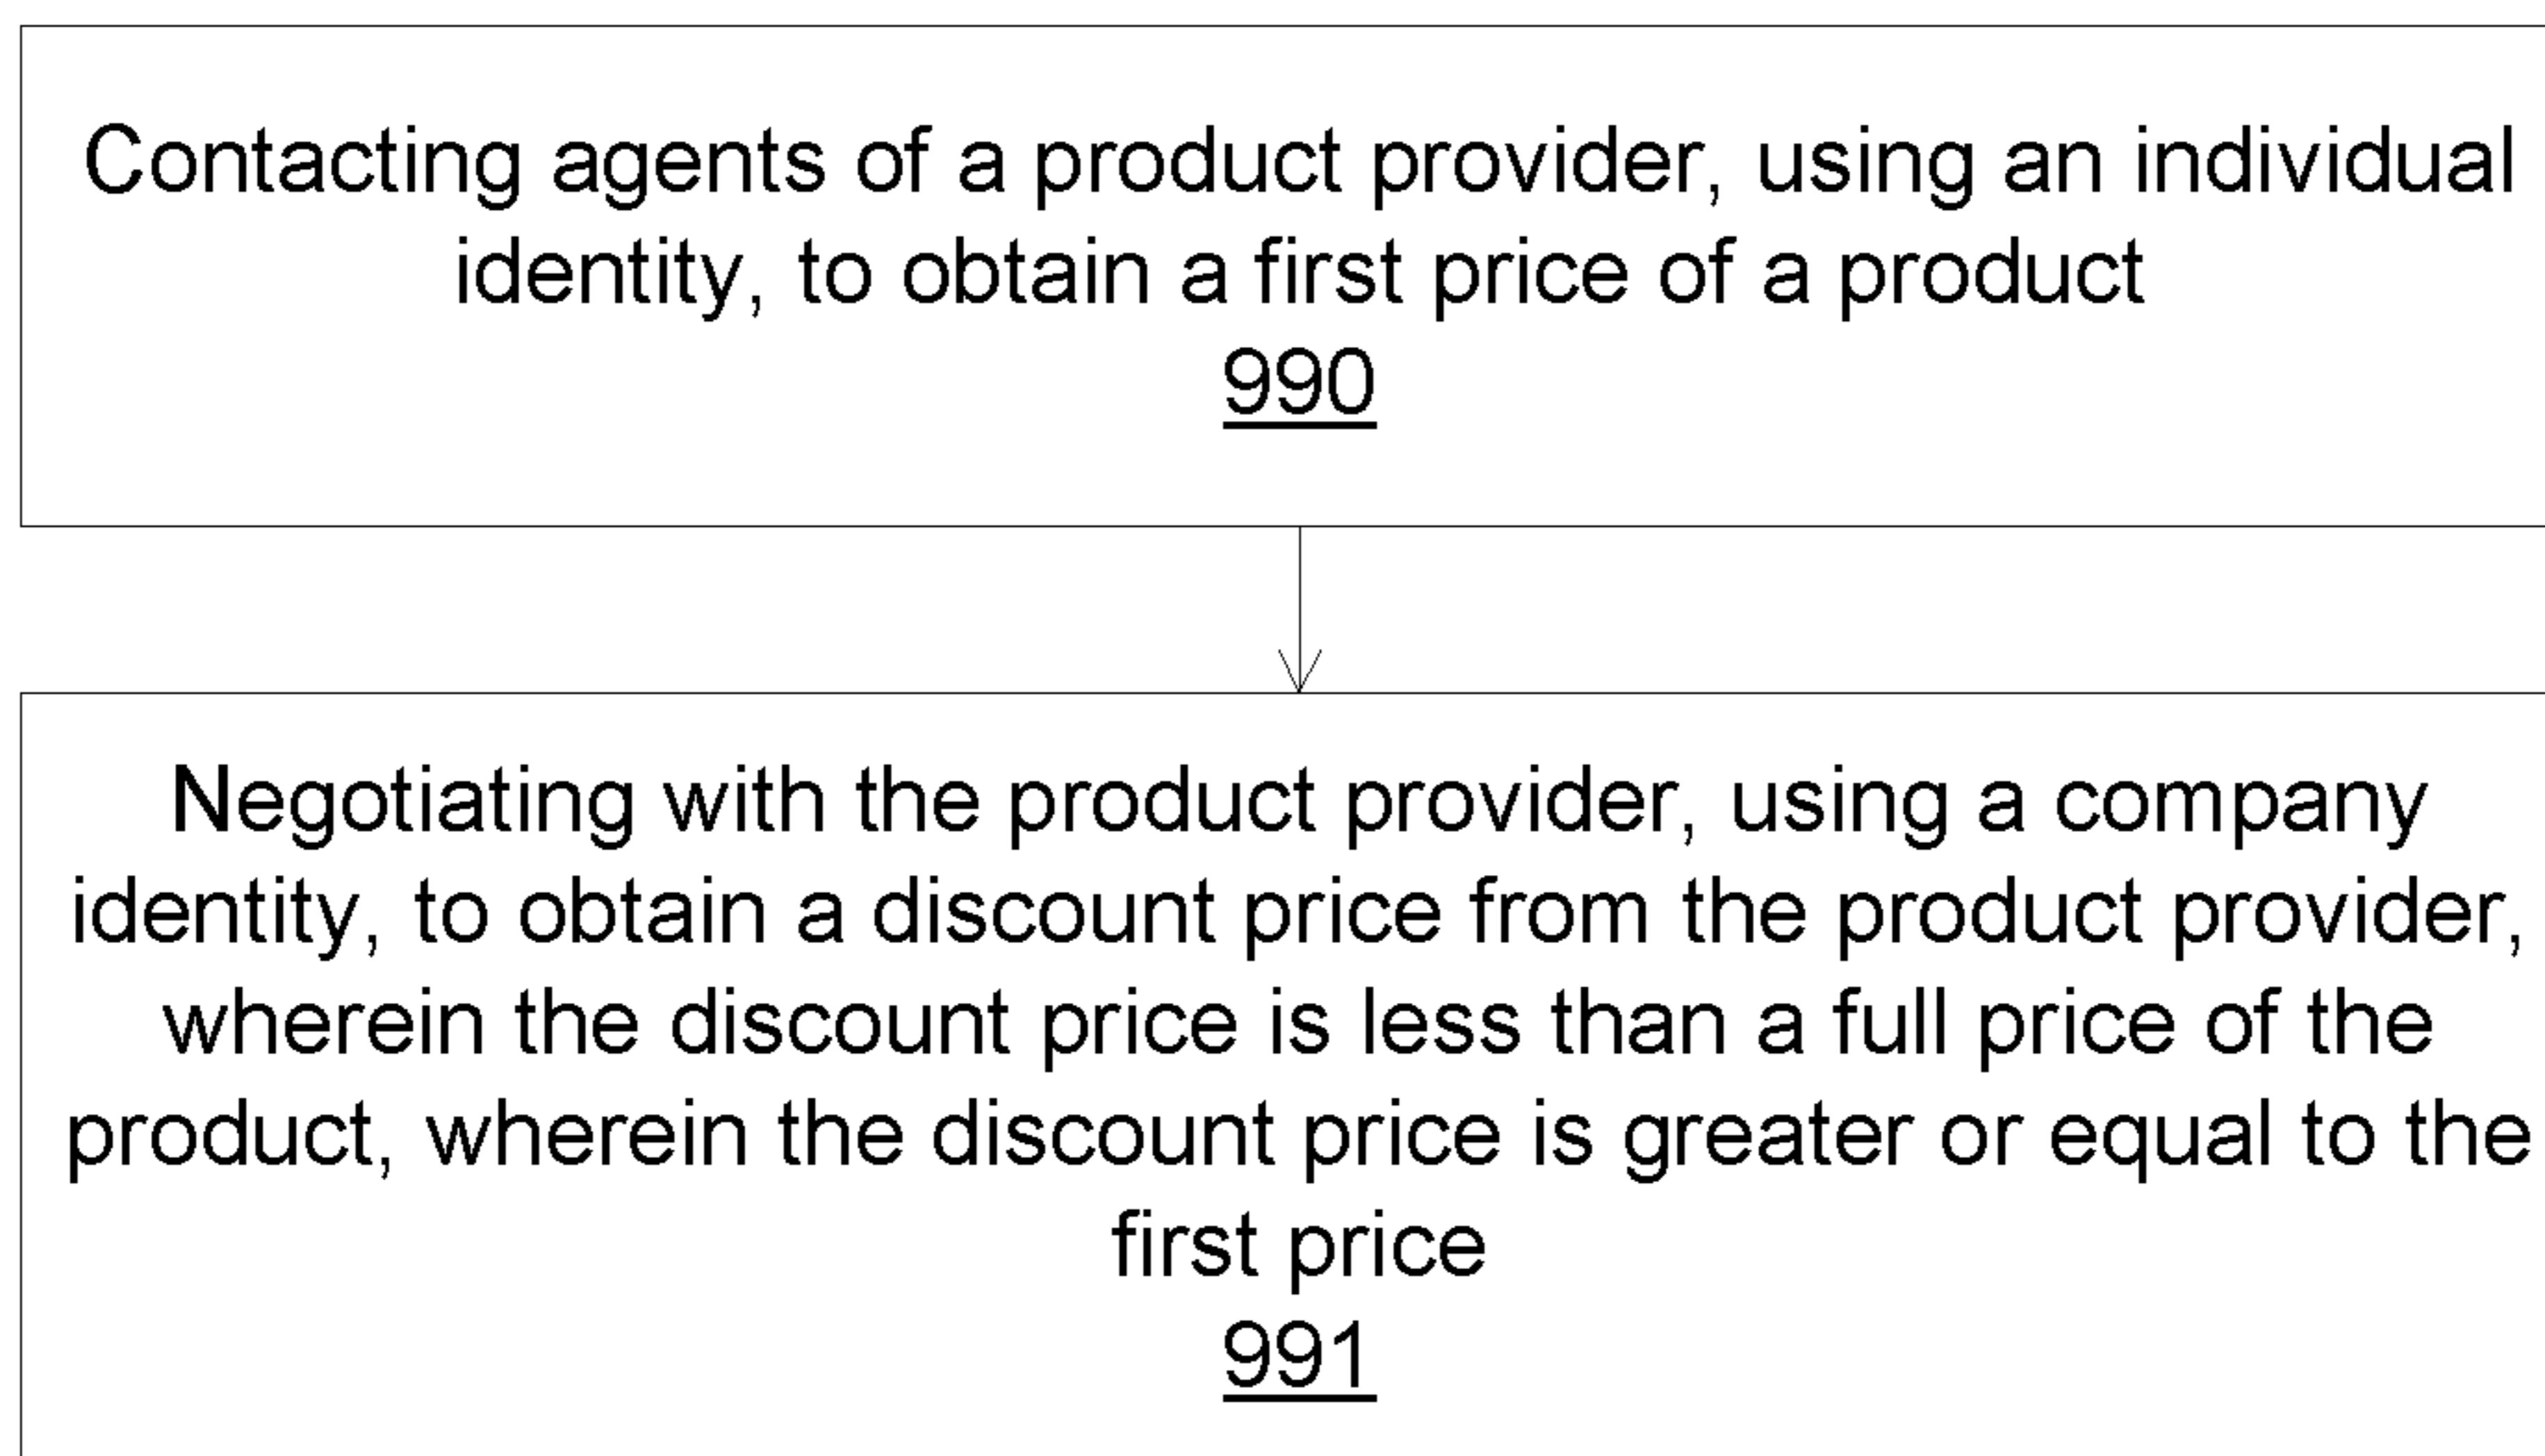 Contacting agents of a product provider, using an individual
identity, to obtain a first price of a product
990
Negotiating with the product provider, using a company
identity, to obtain a discount price from the product provider,
wherein the discount price is less than a full price of the
product, wherein the discount price is greater or equal to the
first price
991